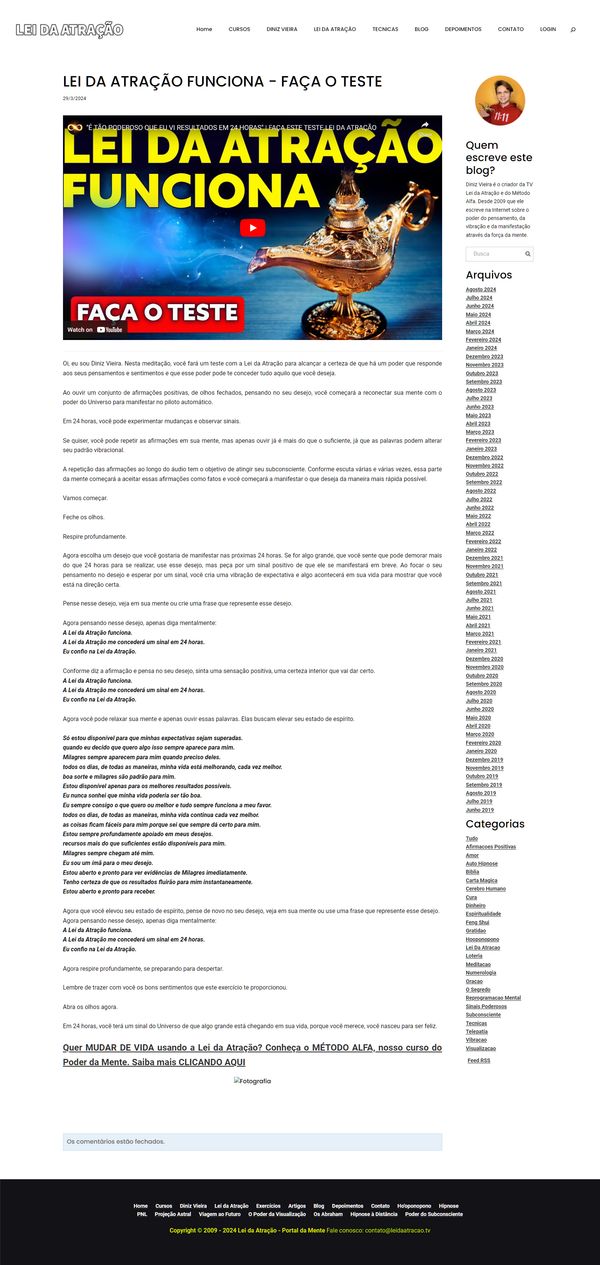 LEI DA ATRAÇÃO
Home CURSOS DINIZ VIEIRA LEI DA ATRAÇÃO TECNICAS BLOG DEPOIMENTOS CONTATO LOGIN
LEI DA ATRAÇÃO FUNCIONA - FAÇA O TESTE
29/3/2024
"É TÃO PODEROSO QUE EU VI RESULTADOS EM 24 HORAS" | FAÇA ESTE TESTE LEI DA ATRAÇÃO
LEI DA ATRAÇÃO
FUNCIONA
FAÇA O TESTE
Watch on YouTube
Oi, eu sou Diniz Vieira. Nesta meditação, você fará um teste com a Lei da Atração para alcançar a certeza de que há um poder que responde
aos seus pensamentos e sentimentos e que esse poder pode te conceder tudo aquilo que você deseja.
Ao ouvir um conjunto de afirmações positivas, de olhos fechados, pensando no seu desejo, você começará a reconectar sua mente com o
poder do Universo para manifestar no piloto automático.
Em 24 horas, você pode experimentar mudanças e observar sinais.
Se quiser, você pode repetir as afirmações em sua mente, mas apenas ouvir já é mais do que o suficiente, já que as palavras podem alterar
seu padrão vibracional.
A repetição das afirmações ao longo do áudio tem o objetivo de atingir seu subconsciente. Conforme escuta várias e várias vezes, essa parte
da mente começará a aceitar essas afirmações como fatos e você começará a manifestar o que deseja da maneira mais rápida possível.
Vamos começar.
Feche os olhos.
Respire profundamente.
Agora escolha um desejo que você gostaria de manifestar nas próximas 24 horas. Se for algo grande, que você sente que pode demorar mais
do que 24 horas para se realizar, use esse desejo, mas peça por um sinal positivo de que ele se manifestará em breve. Ao focar o seu
pensamento no desejo e esperar por um sinal, você cria uma vibração de expectativa e algo acontecerá em sua vida para mostrar que você
está na direção certa.
Pense nesse desejo, veja em sua mente ou crie uma frase que represente esse desejo.
Agora pensando nesse desejo, apenas diga mentalmente:
A Lei da Atração funciona.
A Lei da Atração me concederá um sinal em 24 horas.
Eu confio na Lei da Atração.
Conforme diz a afirmação e pensa no seu desejo, sinta uma sensação positiva, uma certeza interior que vai dar certo.
A Lei da Atração funciona.
A Lei da Atração me concederá um sinal em 24 horas.
Eu confio na Lei da Atração.
Agora você pode relaxar sua mente e apenas ouvir essas palavras. Elas buscam elevar seu estado de espírito.
Só estou disponível para que minhas expectativas sejam superadas.
quando eu decido que quero algo isso sempre aparece para mim.
Milagres sempre aparecem para mim quando preciso deles.
todos os dias, de todas as maneiras, minha vida está melhorando, cada vez melhor.
boa sorte e milagres são padrão para mim.
Estou disponível apenas para os melhores resultados possíveis.
Eu nunca sonhei que minha vida poderia ser tão boa.
Eu sempre consigo o que quero ou melhor e tudo sempre funciona a meu favor.
todos os dias, de todas as maneiras, minha vida continua cada vez melhor.
as coisas ficam fáceis para mim porque sei que sempre dá certo para mim.
Estou sempre profundamente apoiado em meus desejos.
recursos mais do que suficientes estão disponíveis para mim.
Milagres sempre chegam até mim.
Eu sou um imã para o meu desejo.
Estou aberto e pronto para ver evidências de Milagres imediatamente.
Tenho certeza de que os resultados fluirão para mim instantaneamente.
Estou aberto e pronto para receber.
Agora que você elevou seu estado de espírito, pense de novo no seu desejo, veja em sua mente ou use uma frase que represente esse desejo.
Agora pensando nesse desejo, apenas diga mentalmente:
A Lei da Atração funciona.
A Lei da Atração me concederá um sinal em 24 horas.
Eu confio na Lei da Atração.
Agora respire profundamente, se preparando para despertar.
Lembre de trazer com você os bons sentimentos que este exercício te proporcionou.
Abra os olhos agora.
Em 24 horas, você terá um sinal do Universo de que algo grande está chegando em sua vida, porque você merece, você nasceu para ser feliz.
Quer MUDAR DE VIDA usando a Lei da Atração? Conheça o MÉTODO ALFA, nosso curso do
Poder da Mente. Saiba mais CLICANDO AQUI
Fotografia
Os comentários estão fechados.
11:11
Quem
escreve este
blog?
Diniz Vieira é o criador da TV
Lei da Atração e do Método
Alfa. Desde 2009 que ele
escreve na Internet sobre o
poder do pensamento, da
vibração e da manifestação
através da força da mente.
Busca
Arquivos
Agosto 2024
Julho 2024
Junho 2024
Maio 2024
Abril 2024
Março 2024
Fevereiro 2024
Janeiro 2024
Dezembro 2023
Novembro 2023
Outubro 2023
Setembro 2023
Agosto 2023
Julho 2023
Junho 2023
Maio 2023
Abril 2023
Março 2023
Fevereiro 2023
Janeiro 2023
Dezembro 2022
Novembro 2022
Outubro 2022
Setembro 2022
Agosto 2022
Julho 2022
Junho 2022
Maio 2022
Abril 2022
Março 2022
Fevereiro 2022
Janeiro 2022
Dezembro 2021
Novembro 2021
Outubro 2021
Setembro 2021
Agosto 2021
Julho 2021
Junho 2021
Maio 2021
Abril 2021
Março 2021
Fevereiro 2021
Janeiro 2021
Dezembro 2020
Novembro 2020
Outubro 2020
Setembro 2020
Agosto 2020
Julho 2020
Junho 2020
Maio 2020
Abril 2020
Março 2020
Fevereiro 2020
Janeiro 2020
Dezembro 2019
Novembro 2019
Outubro 2019
Setembro 2019
Agosto 2019
Julho 2019
Junho 2019
Categorias
Tudo
Afirmacoes Positivas
Amor
Auto Hipnose
Biblia
Carta Magica
Cerebro Humano
Cura
Dinheiro
Espiritualidade
Feng Shui
Gratidao
Hooponopono
Lei Da Atracao
Loteria
Meditacao
Numerologia
Oracao
O Segredo
Reprogramacao Mental
Sinais Poderosos
Subconsciente
Tecnicas
Telepatia
Vibracao
Visualizacao
Feed RSS
Home Cursos Diniz Vieira Lei da Atração Exercícios Artigos Blog Depoimentos Contato Ho'oponopono Hipnose
PNL Projeção Astral Viagem ao Futuro O Poder da Visualização Os Abraham Hipnose à Distância Poder do Subconsciente
Copyright © 2009 - 2024 Lei da Atração - Portal da Mente Fale conosco: contato@leidaatracao.tv